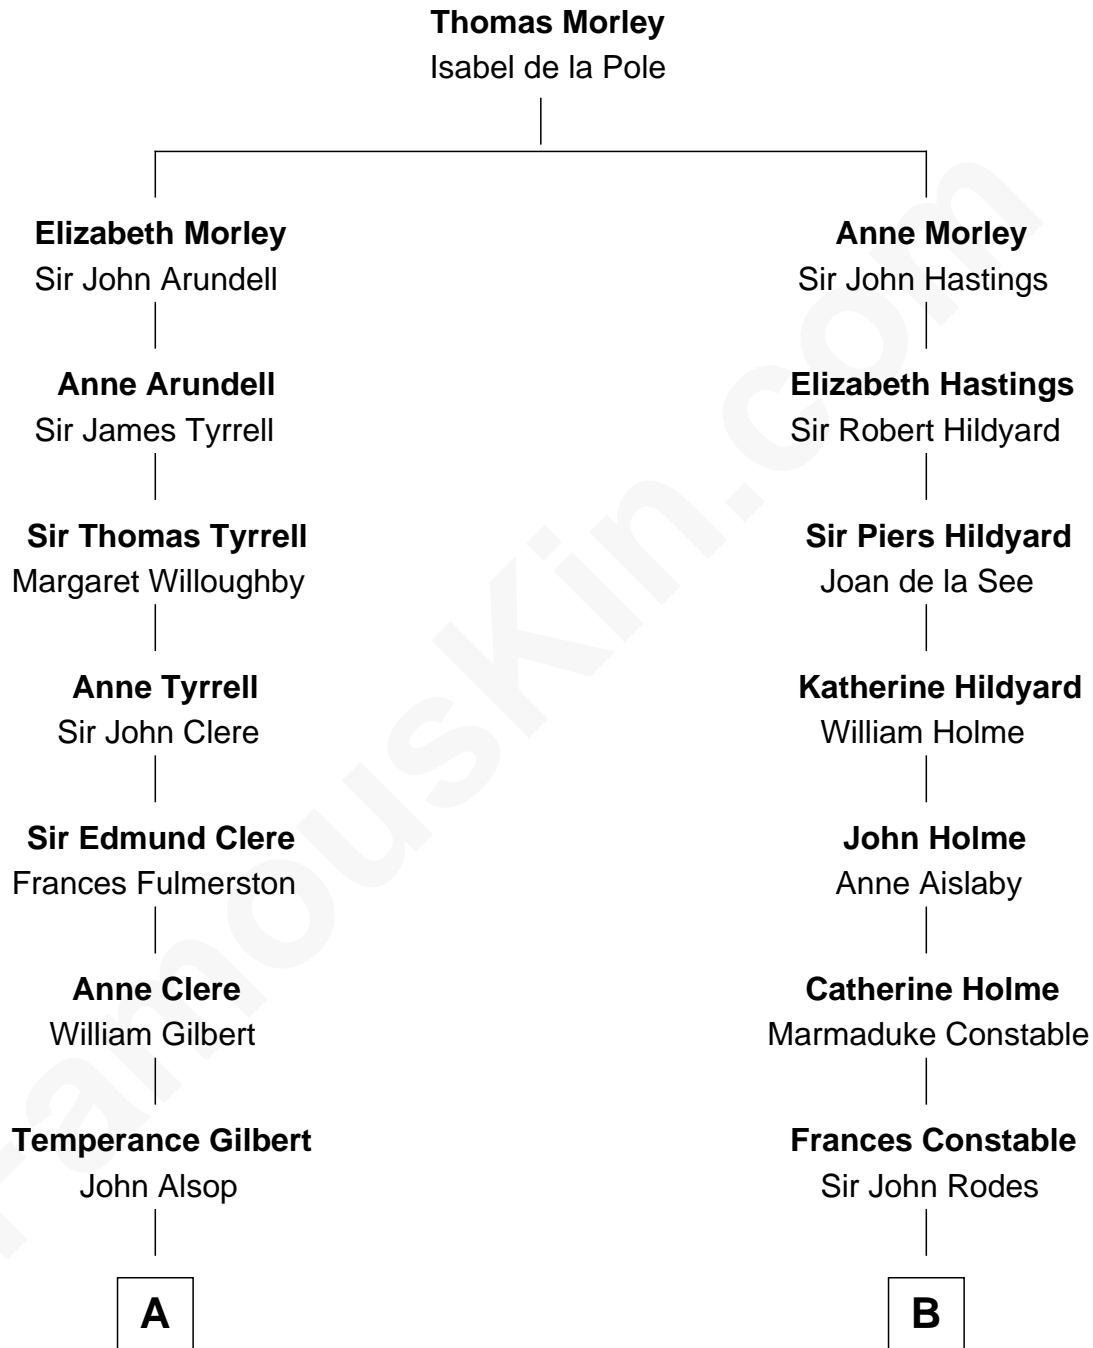 Thomas Morley
Isabel de la Pole
Elizabeth Morley
Sir John Arundell
Anne Morley
Sir John Hastings
Anne Arundell
Sir James Tyrrell
Elizabeth Hastings
Sir Robert Hildyard
Sir Thomas Tyrrell
Margaret Willoughby
Sir Piers Hildyard
Joan de la See
Anne Tyrrell
Sir John Clere
Katherine Hildyard
William Holme
Sir Edmund Clere
Frances Fulmerston
John Holme
Anne Aislaby
Anne Clere
William Gilbert
Catherine Holme
Marmaduke Constable
Temperance Gilbert
John Alsop
Frances Constable
Sir John Rodes
A
B
FamousKin.com